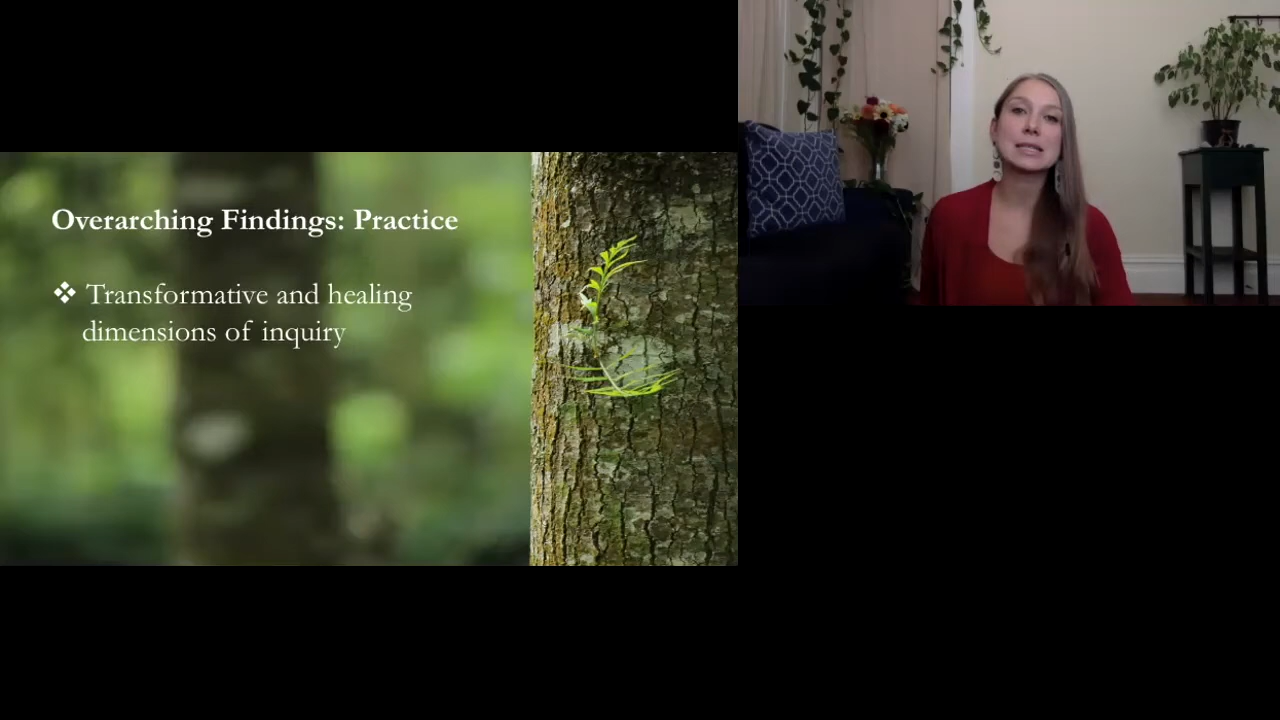 Overarching Findings: Practice
❖ Transformative and healing
dimensions of inquiry